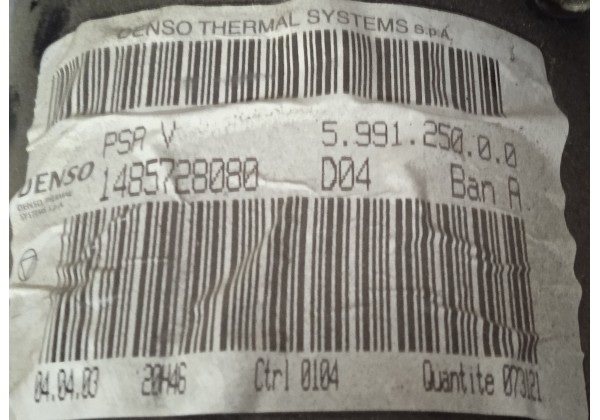 DENSO THERMAL SYSTEMS S.p.A.
PSA V 5.991.250.0.0
DENSO 1485728080 D04 Ban A
04.04.03 20H46 Ctrl 0104 Quantite 073121